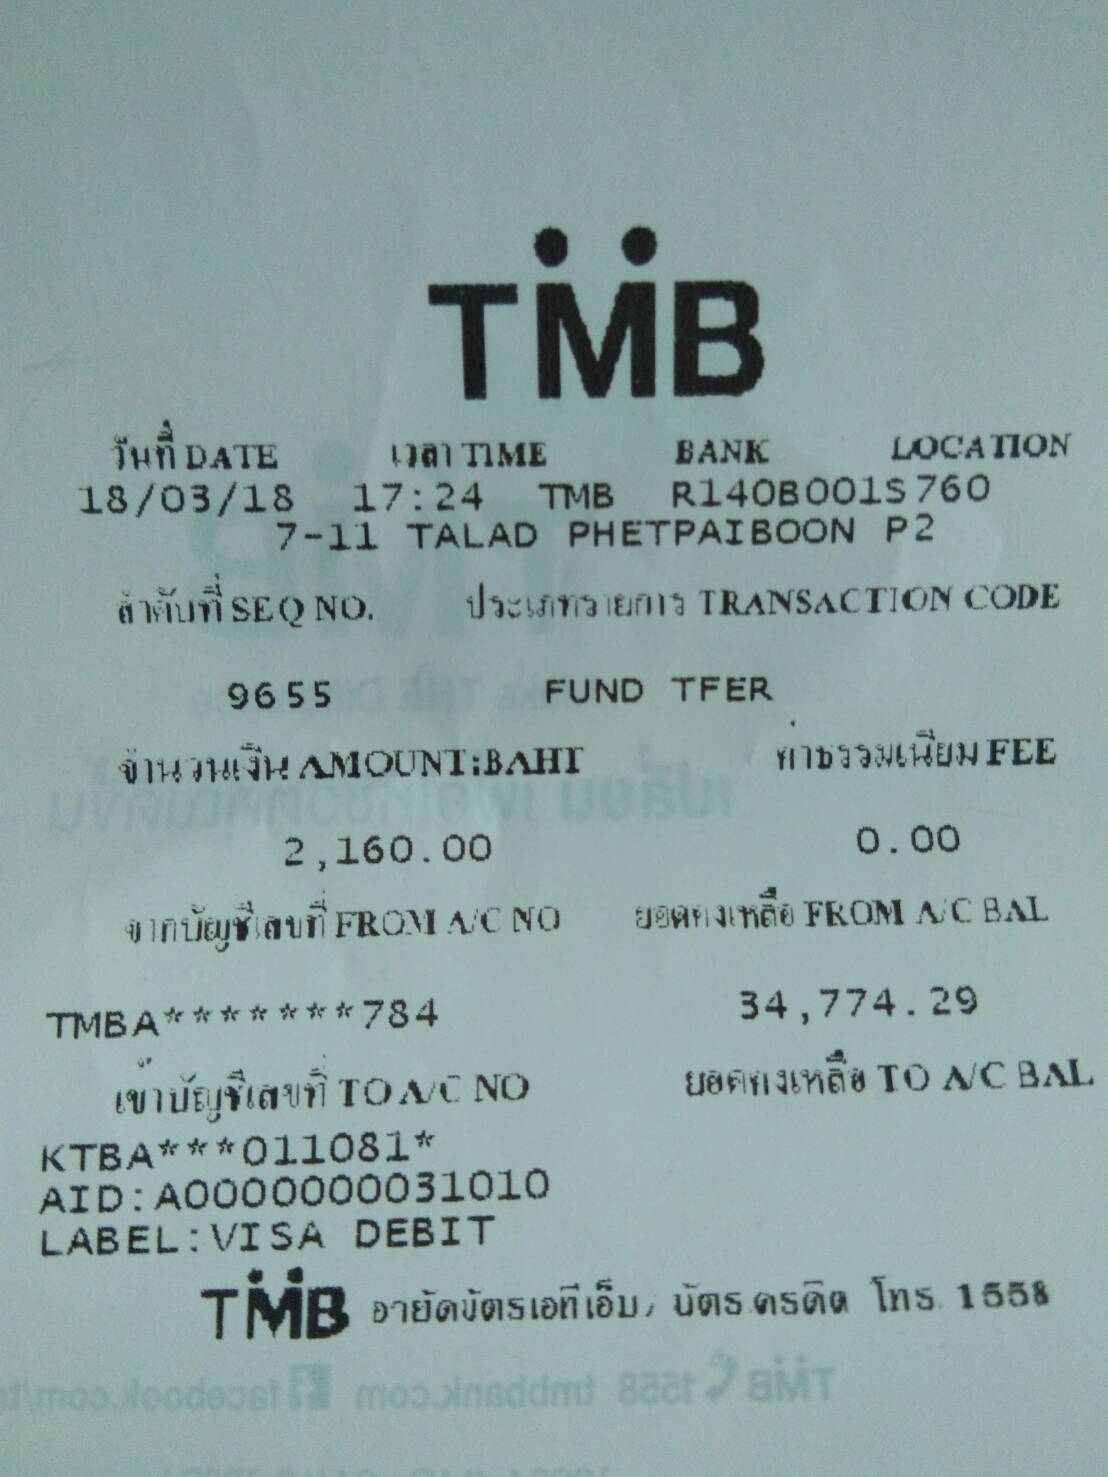 TMB
วันที่ DATE เวลา TIME BANK LOCATION
18/03/18 17:24 TMB R140B001S760
7-11 TALAD PHETPAIBOON P2
ลำดับที่ SEQ NO. ประเภทรายการ TRANSACTION CODE
9655 FUND TFER
จำนวนเงิน AMOUNT:BAHT ค่าธรรมเนียม FEE
2,160.00 0.00
จากบัญชีเลขที่ FROM A/C NO ยอดคงเหลือ FROM A/C BAL
TMBA*******784 34,774.29
เข้าบัญชีเลขที่ TO A/C NO ยอดคงเหลือ TO A/C BAL
KTBA***011081*
AID:A0000000031010
LABEL:VISA DEBIT
TMB อายัดบัตรเอทีเอ็ม, บัตรเครดิต โทร. 1558
TMB 1558 tmbbank.com facebook.com/tm